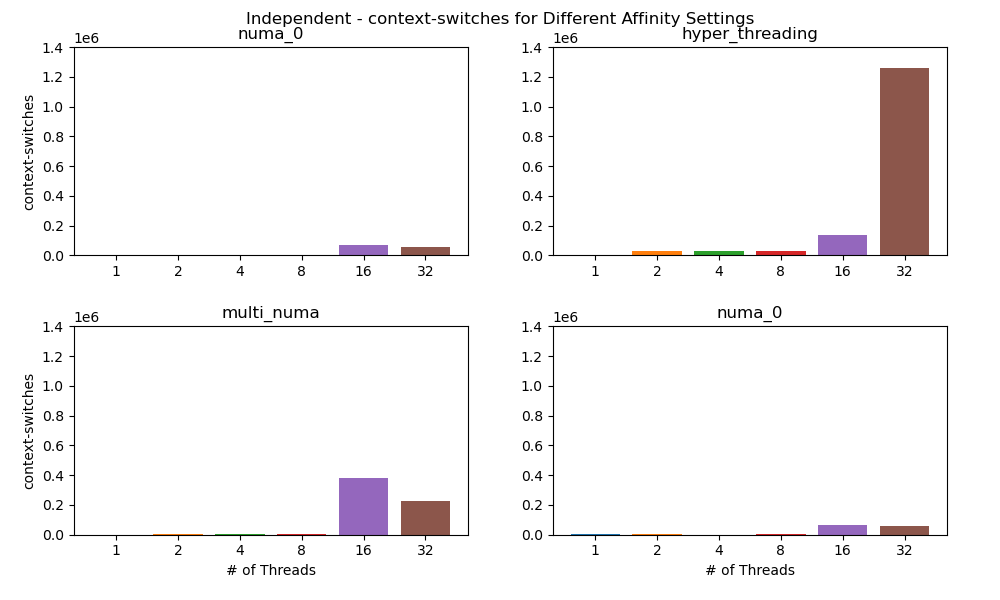 Independent - context-switches for Different Affinity Settings
numa_0
1e6
1.4
1.2
1.0
0.8
0.6
0.4
0.2
0.0
context-switches
1 2 4 8 16 32
hyper_threading
1e6
1.4
1.2
1.0
0.8
0.6
0.4
0.2
0.0
1 2 4 8 16 32
multi_numa
1e6
1.4
1.2
1.0
0.8
0.6
0.4
0.2
0.0
context-switches
1 2 4 8 16 32
# of Threads
numa_0
1e6
1.4
1.2
1.0
0.8
0.6
0.4
0.2
0.0
1 2 4 8 16 32
# of Threads